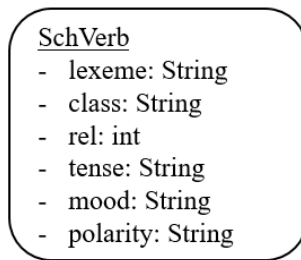 SchVerb
- lexeme: String
- class: String
- rel: int
- tense: String
- mood: String
- polarity: String